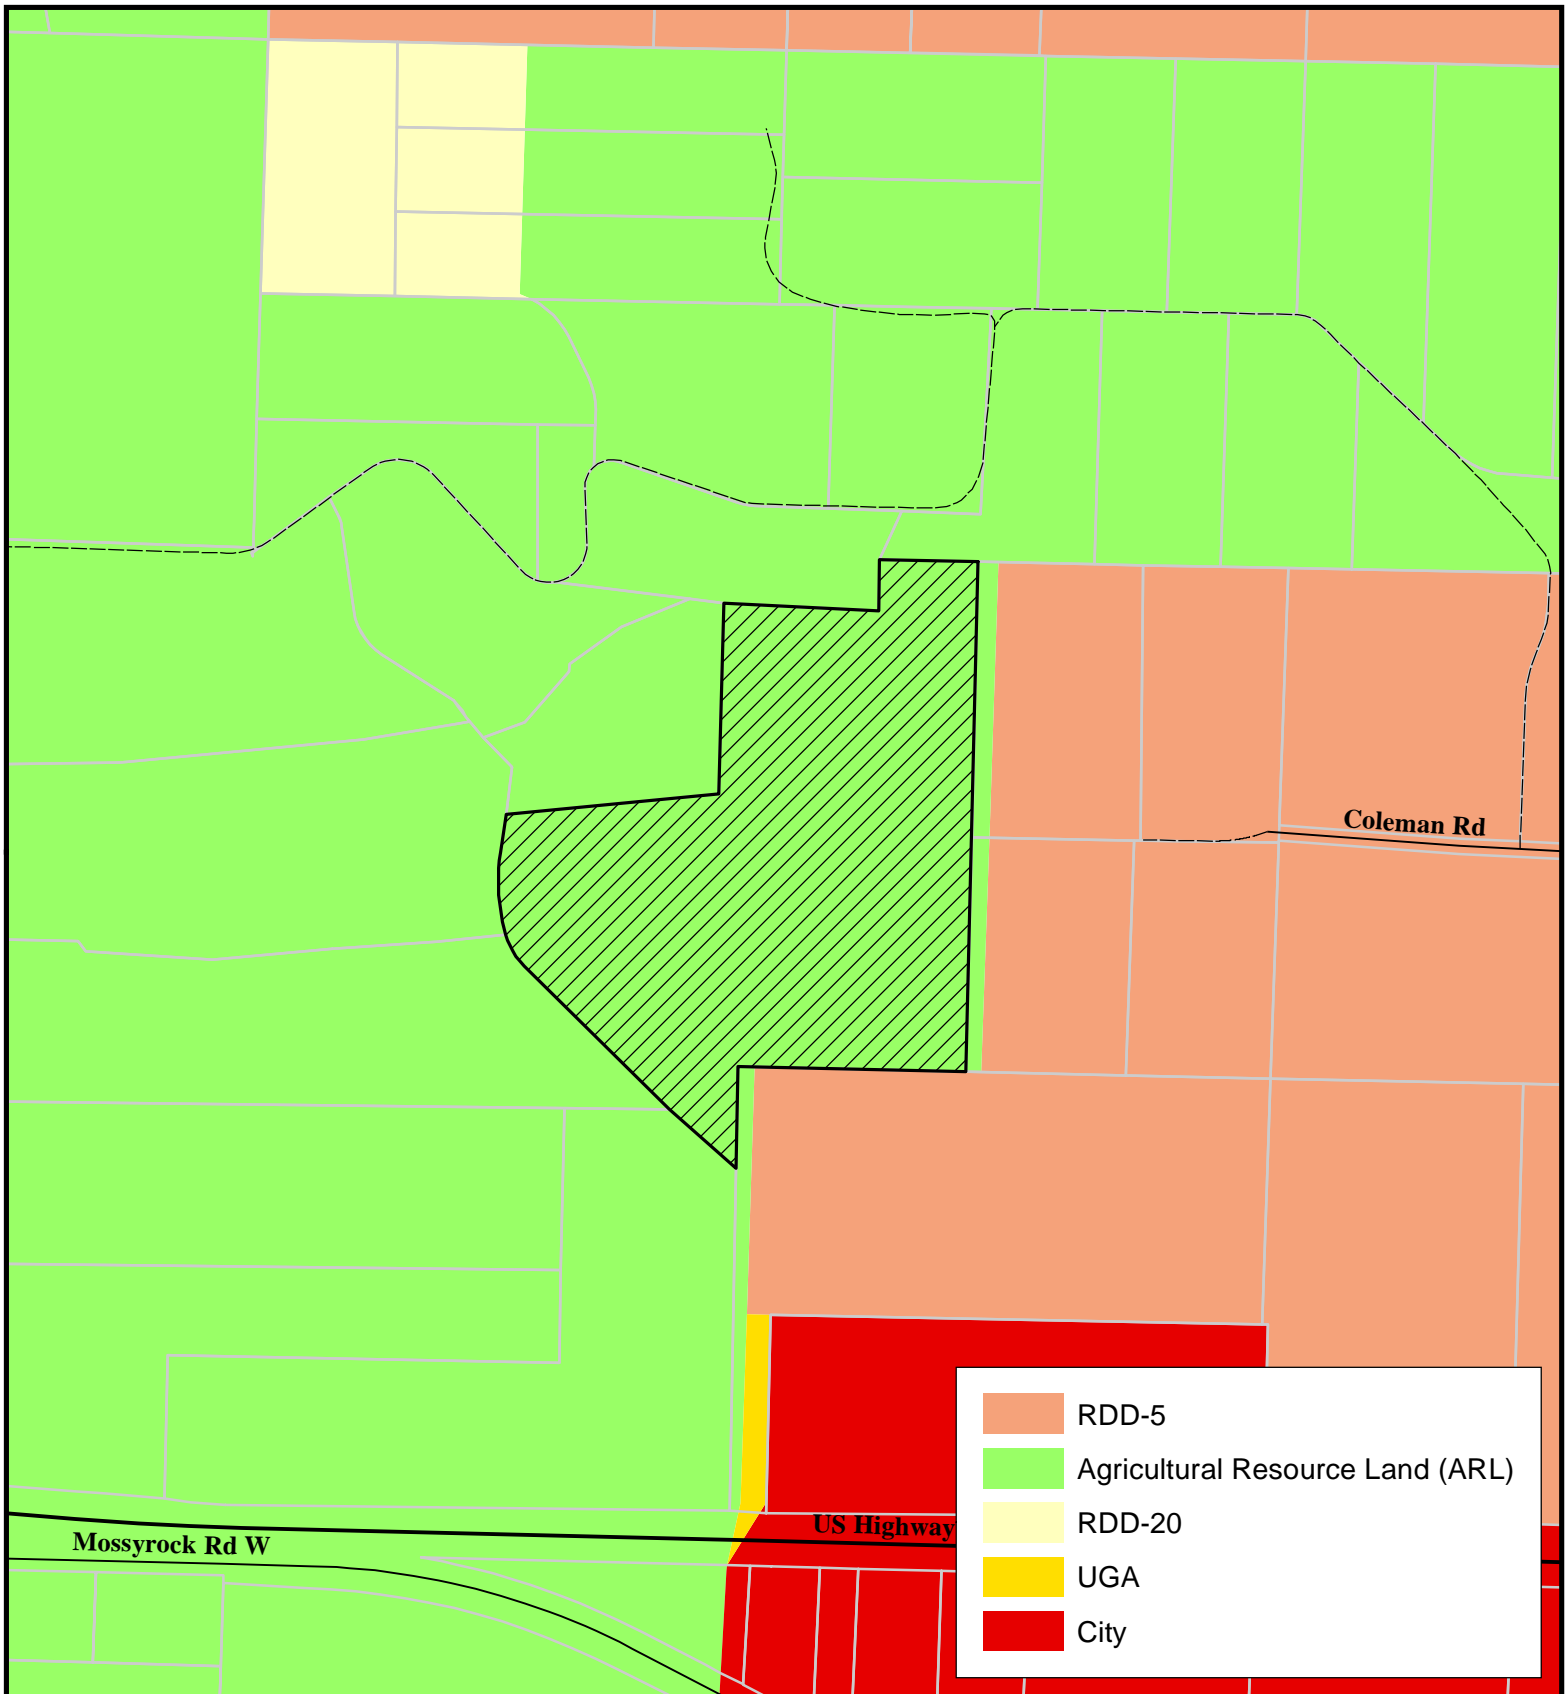 Coleman Rd
US Highway
Mossyrock Rd W
RDD-5
Agricultural Resource Land (ARL)
RDD-20
UGA
City